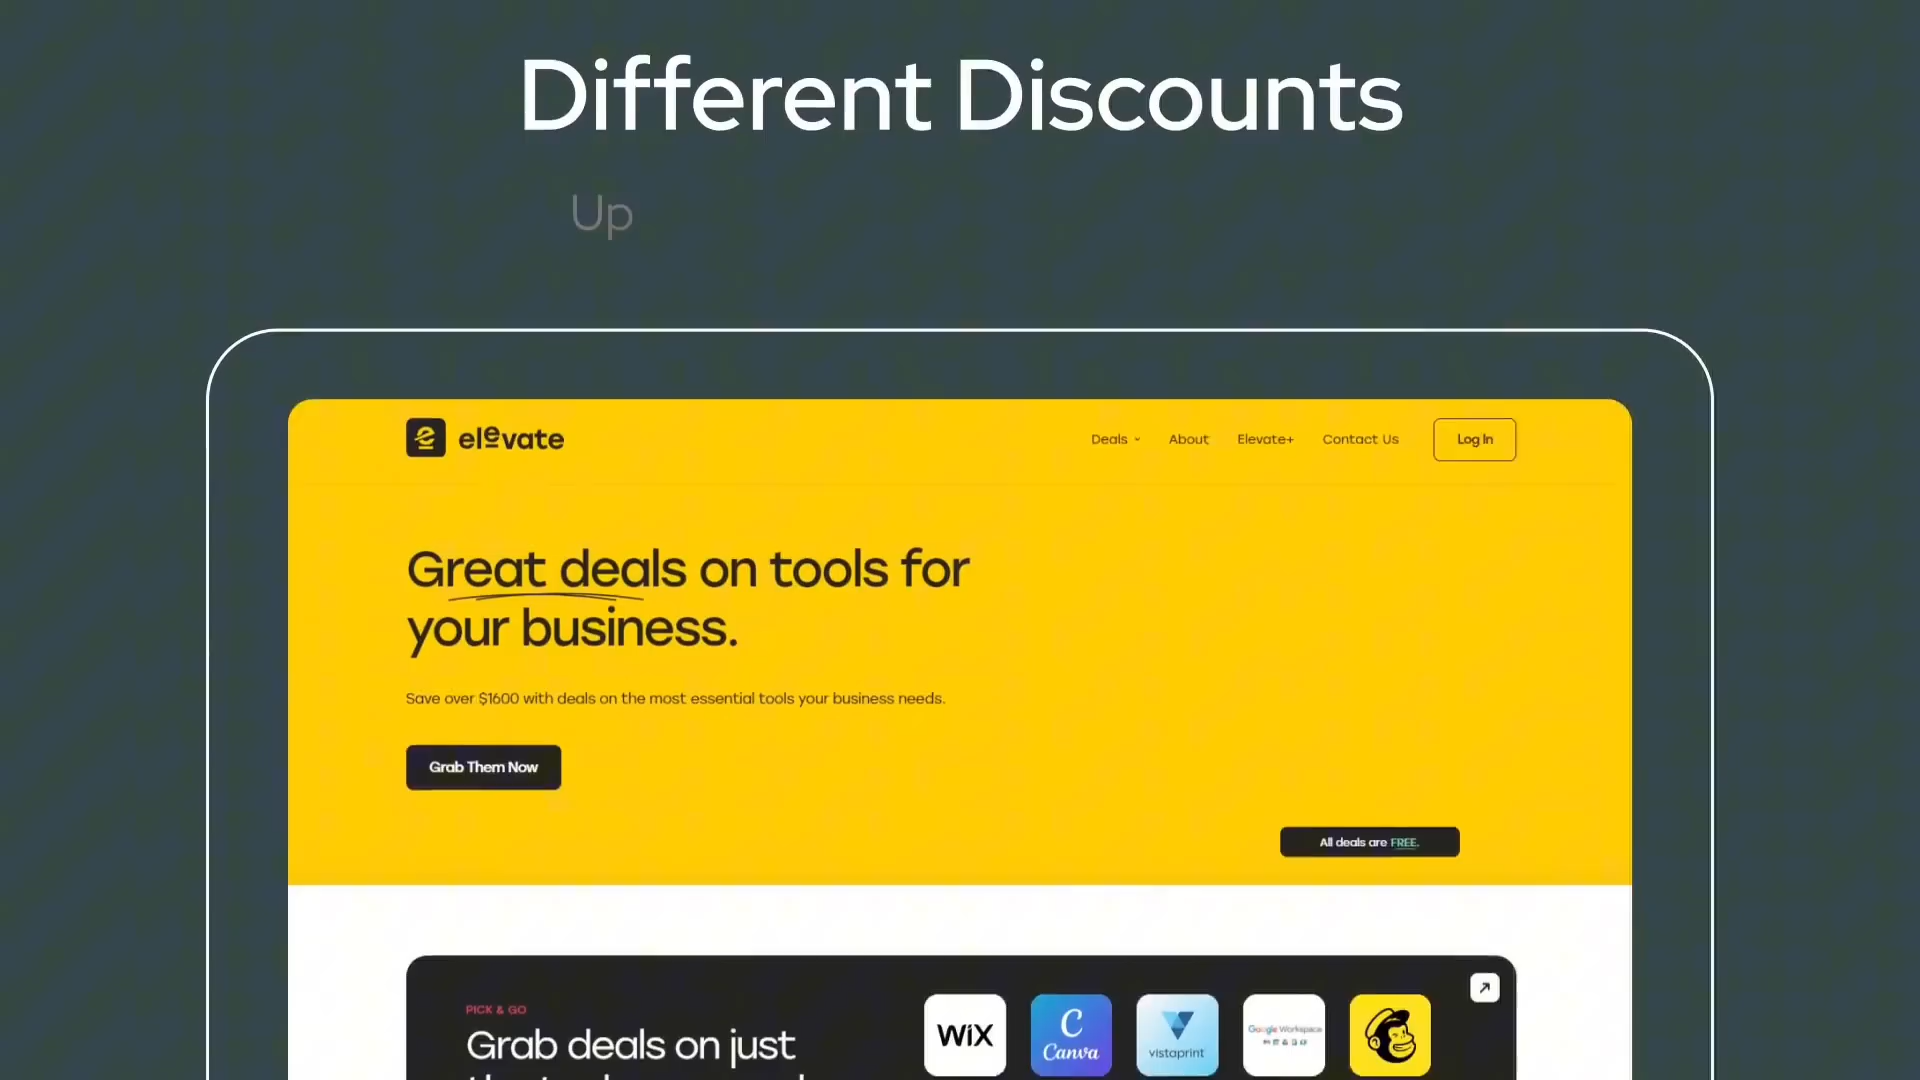 Different Discounts
Up
elevate
Deals
About
Elevate+
Contact Us
Log In
Great deals on tools for
your business.
Save over $1600 with deals on the most essential tools your business needs.
Grab Them Now
All deals are FREE.
PICK & GO
Grab deals on just
WiX
C
Canva
vistaprint
Google Workspace